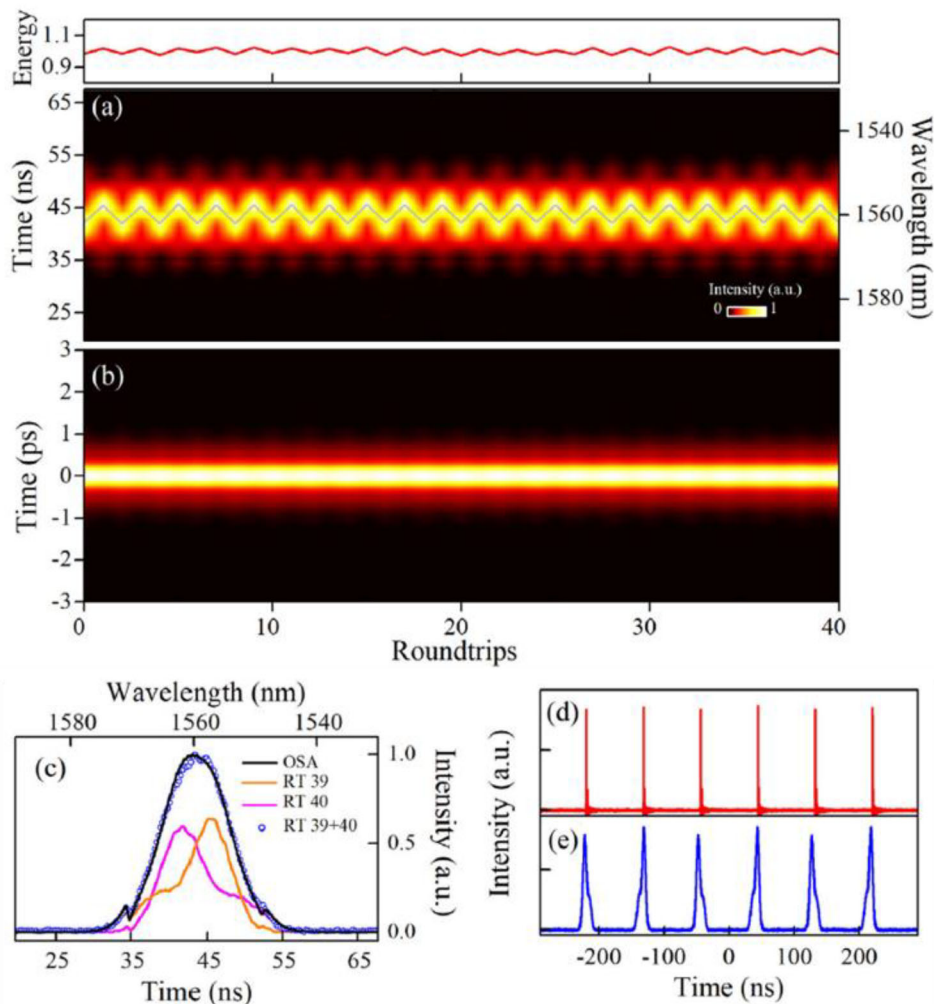 Energy
1.1
0.9
(a)
Time (ns)
65
55
45
35
25
1540
1560
1580
Wavelength (nm)
Intensity (a.u.)
0 1
(b)
Time (ps)
3
2
1
0
-1
-2
-3
0 10 20 30 40
Roundtrips
Wavelength (nm)
1580 1560 1540
(c)
OSA
RT 39
RT 40
RT 39+40
1.0
0.5
0.0
Intensity (a.u.)
25 35 45 55 65
Time (ns)
(d)
(e)
Intensity (a.u.)
-200 -100 0 100 200
Time (ns)